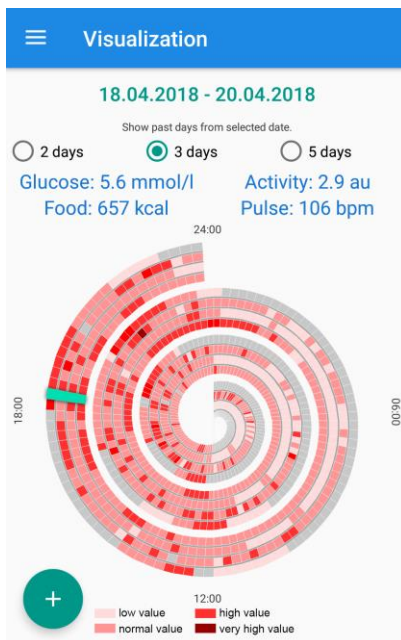 Visualization
18.04.2018 - 20.04.2018
Show past days from selected date.
2 days 3 days 5 days
Glucose: 5.6 mmol/l Activity: 2.9 au
Food: 657 kcal Pulse: 106 bpm
24:00
18:00
06:00
12:00
+
low value high value
normal value very high value